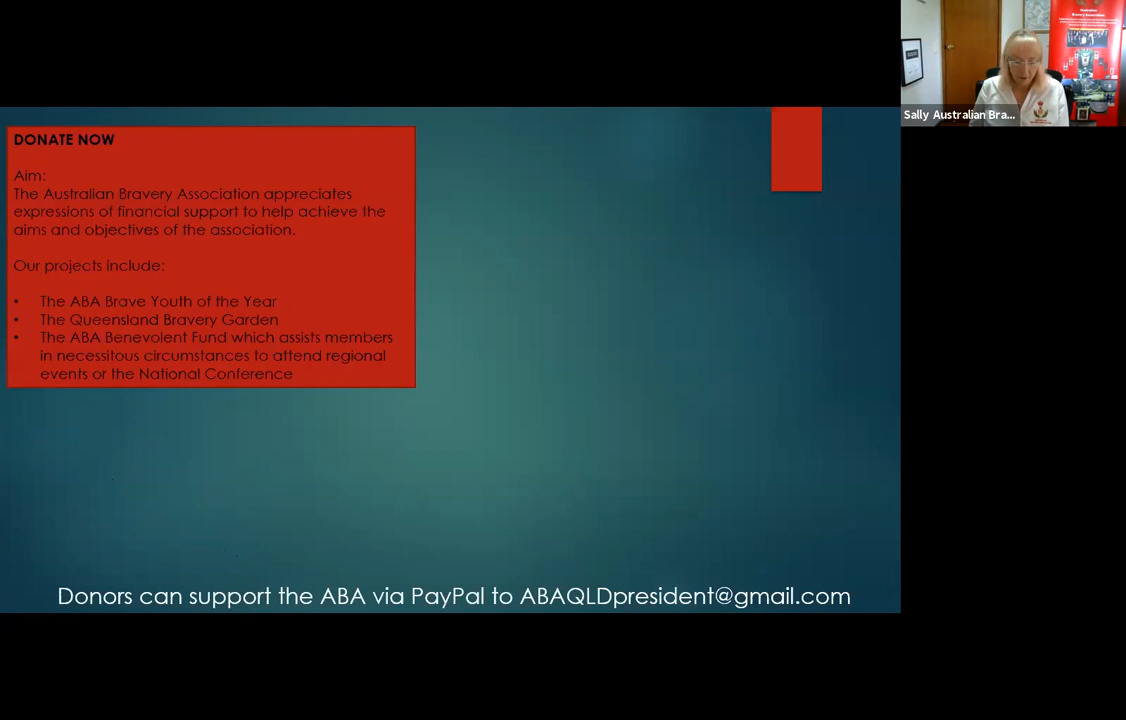 DONATE NOW
Aim:
The Australian Bravery Association appreciates
expressions of financial support to help achieve the
aims and objectives of the association.
Our projects include:
• The ABA Brave Youth of the Year
• The Queensland Bravery Garden
• The ABA Benevolent Fund which assists members
in necessitous circumstances to attend regional
events or the National Conference
Donors can support the ABA via PayPal to ABAQLDpresident@gmail.com
Sally Australian Bra...
Australian
Bravery Association